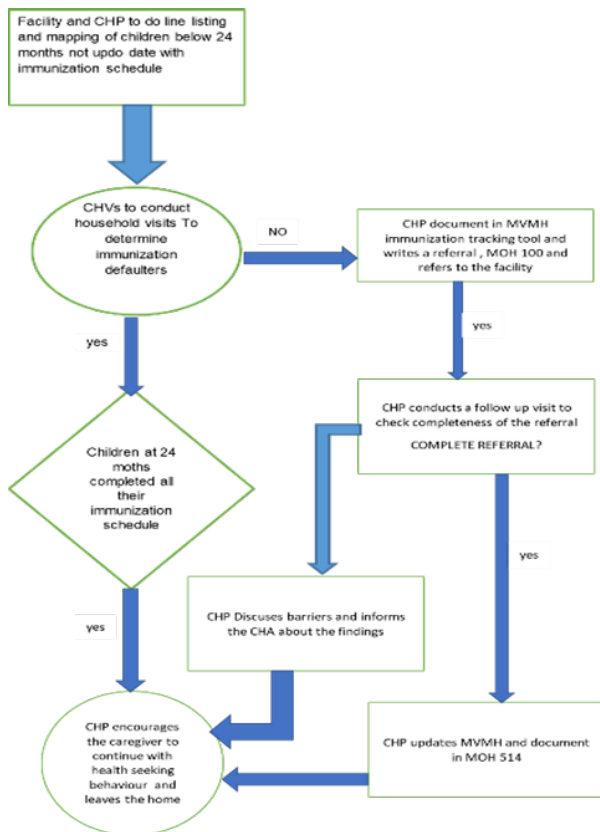 Facility and CHP to do line listing
and mapping of children below 24
months not updo date with
immunization schedule
CHVs to conduct
household visits To
determine
immunization
defaulters
NO
CHP document in MVMH
immunization tracking tool and
writes a referral , MOH 100 and
refers to the facility
yes
yes
CHP conducts a follow up visit to
check completeness of the referral
COMPLETE REFERRAL?
Children at 24
moths
completed all
their
immunization
schedule
yes
CHP Discuses barriers and informs
the CHA about the findings
yes
CHP encourages
the caregiver to
continue with
health seeking
behaviour and
leaves the home
CHP updates MVMH and document
in MOH 514